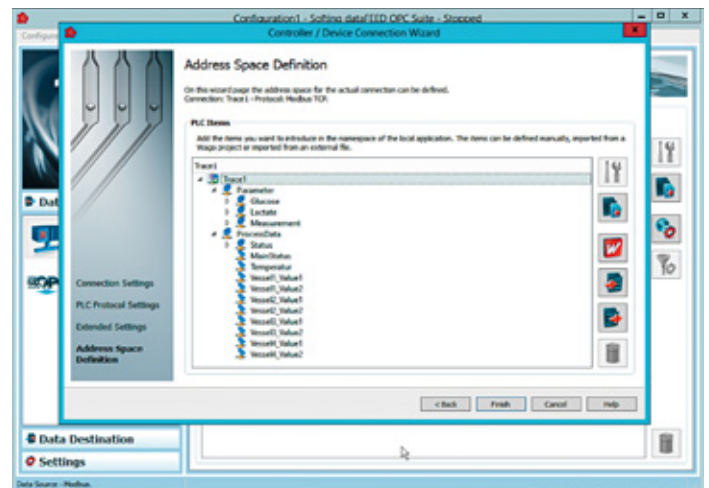 Configuration1 - Softing dataFEED OPC Suite - Stopped
Controller / Device Connection Wizard
Address Space Definition
On this wizard page the address space for the actual connection can be defined.
Connection: Trace1 - Protocol: Modbus TCP.
PLC Items
Add the items you want to introduce in the namespace of the local application. The items can be defined manually, imported from a
Wago project or imported from an external file.
Trace1
Trace1
Parameter
Glucose
Lactate
Measurement
ProcessData
Status
MainStatus
Temperatur
Vessel1_Value1
Vessel1_Value2
Vessel2_Value1
Vessel2_Value2
Vessel3_Value1
Vessel3_Value2
Vessel4_Value1
Vessel4_Value2
Connection Settings
PLC Protocol Settings
Extended Settings
Address Space
Definition
< Back
Finish
Cancel
Help
Data Destination
Settings
Data Source - Modbus.